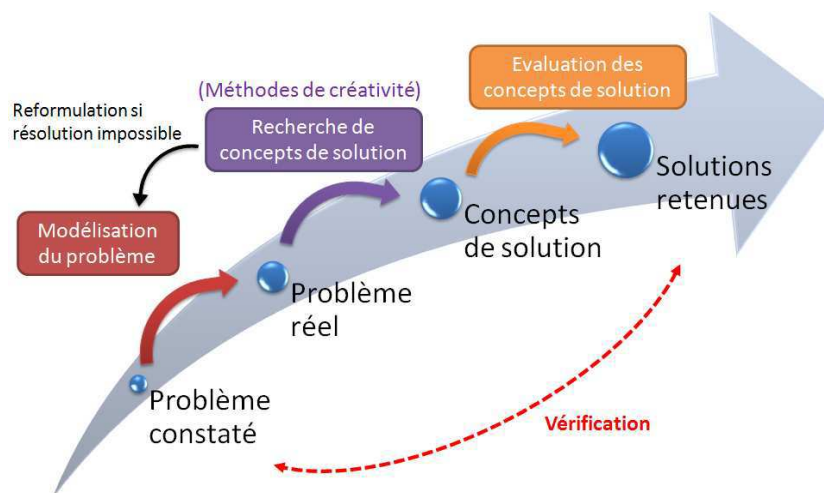 Evaluation des
concepts de solution
(Méthodes de créativité)
Reformulation si
résolution impossible
Recherche de
concepts de solution
Solutions
retenues
Modélisation
du problème
Concepts
de solution
Problème
réel
Problème
constaté
Vérification